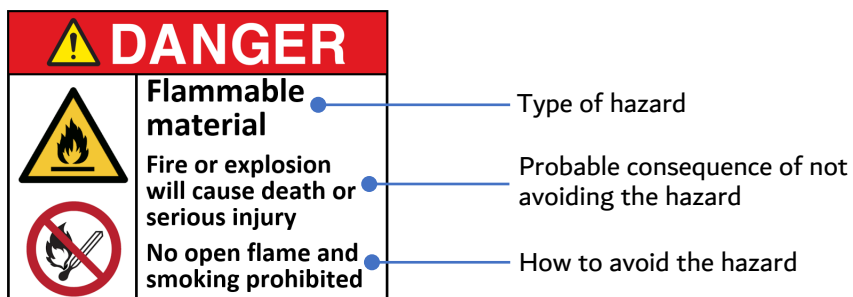 DANGER
Flammable
material
Fire or explosion
will cause death or
serious injury
No open flame and
smoking prohibited
Type of hazard
Probable consequence of not
avoiding the hazard
How to avoid the hazard